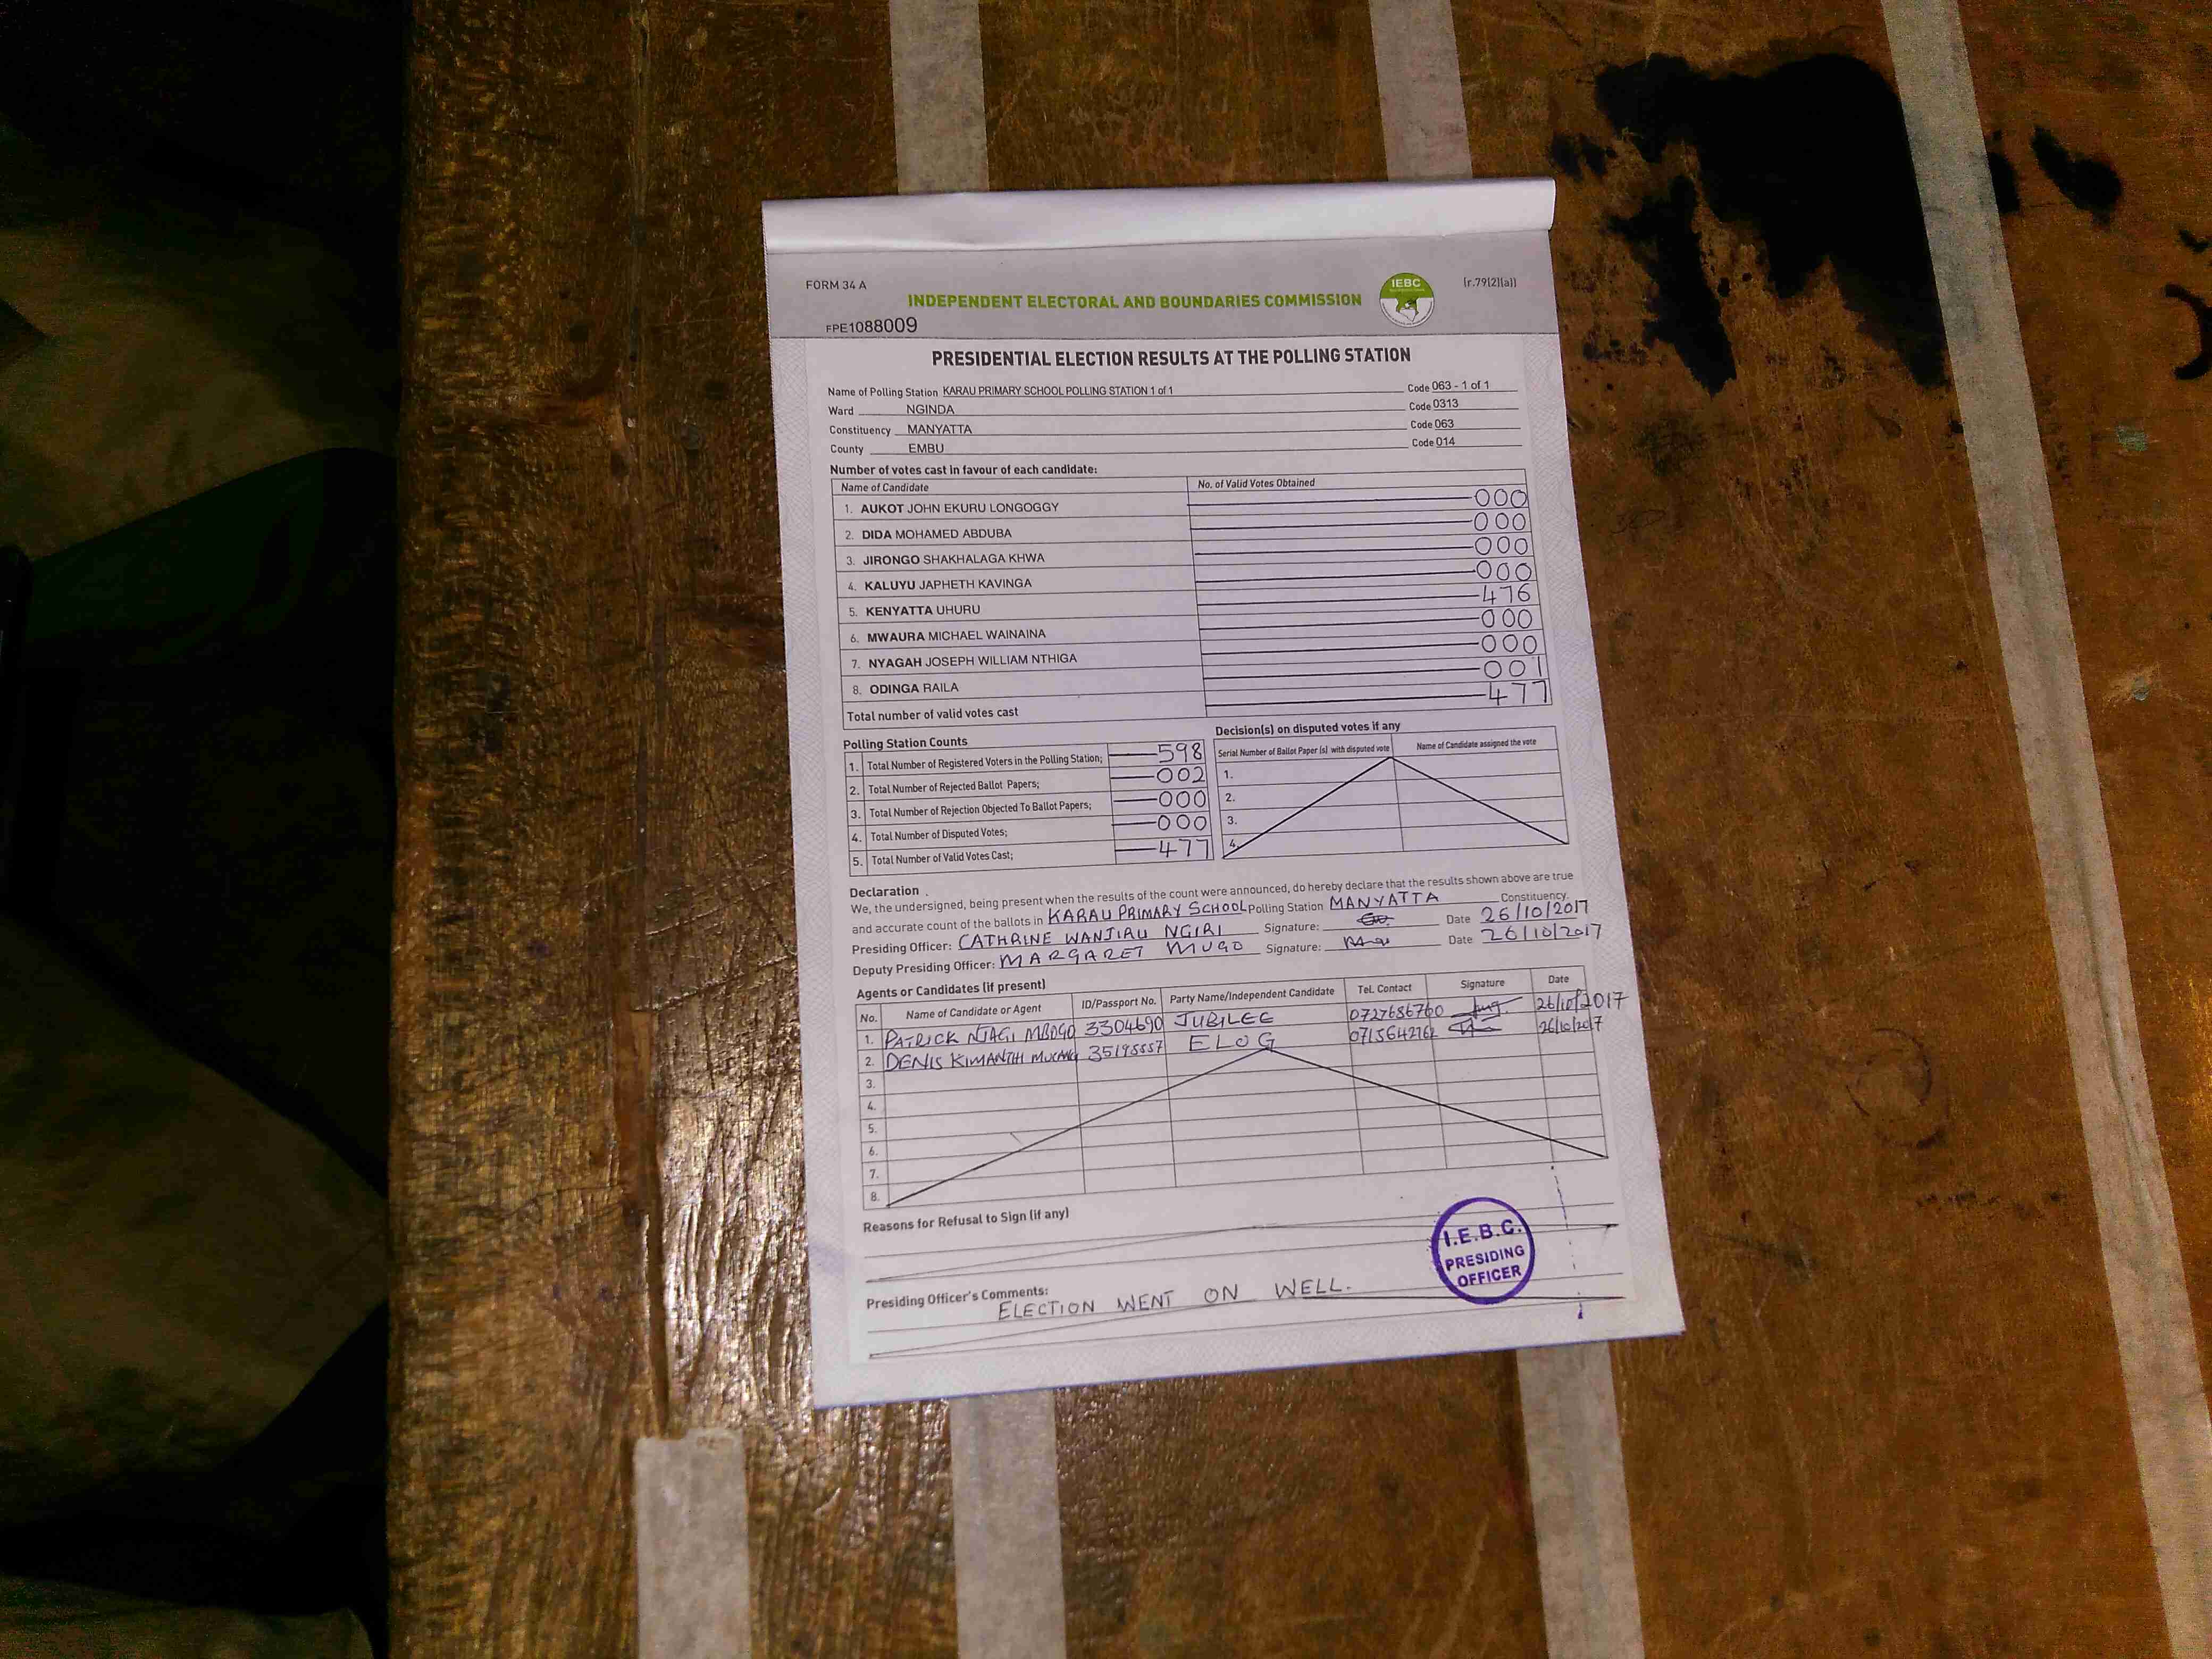 FORM 34 A
INDEPENDENT ELECTORAL AND BOUNDARIES COMMISSION
IEBC
(r.79(2)(a))
FPE1088009
PRESIDENTIAL ELECTION RESULTS AT THE POLLING STATION
Name of Polling Station KARAU PRIMARY SCHOOL POLLING STATION 1 of 1 Code 063 - 1 of 1
Ward NGINDA Code 0313
Constituency MANYATTA Code 063
County EMBU Code 014
Number of votes cast in favour of each candidate:
Name of Candidate No. of Valid Votes Obtained
1. AUKOT JOHN EKURU LONGOGGY 000
2. DIDA MOHAMED ABDUBA 000
3. JIRONGO SHAKHALAGA KHWA 000
4. KALUYU JAPHETH KAVINGA 000
5. KENYATTA UHURU 476
6. MWAURA MICHAEL WAINAINA 000
7. NYAGAH JOSEPH WILLIAM NTHIGA 000
8. ODINGA RAILA 001
Total number of valid votes cast 477
Polling Station Counts
1. Total Number of Registered Voters in the Polling Station; 598
2. Total Number of Rejected Ballot Papers; 002
3. Total Number of Rejection Objected To Ballot Papers; 000
4. Total Number of Disputed Votes; 000
5. Total Number of Valid Votes Cast; 477
Decision(s) on disputed votes if any
Serial Number of Ballot Paper (s) with disputed vote Name of Candidate assigned the vote
1.
2.
3.
4.
Declaration
We, the undersigned, being present when the results of the count were announced, do hereby declare that the results shown above are true
and accurate count of the ballots in KARAU PRIMARY SCHOOL Polling Station MANYATTA Constituency.
Presiding Officer: CATHRINE WANJIRU NGIRI Signature: Date 26/10/2017
Deputy Presiding Officer: MARGARET MUGO Signature: Date 26/10/2017
Agents or Candidates (if present)
No. Name of Candidate or Agent ID/Passport No. Party Name/Independent Candidate Tel. Contact Signature Date
1. PATRICK NJAGI MBOGO 3304690 JUBILEE 0727686760 26/10/2017
2. DENIS KIMANTHI 35198557 ELOG 0715642762 26/10/2017
3.
4.
5.
6.
7.
8.
Reasons for Refusal to Sign (if any)
I.E.B.C.
PRESIDING
OFFICER
Presiding Officer's Comments:
ELECTION WENT ON WELL.